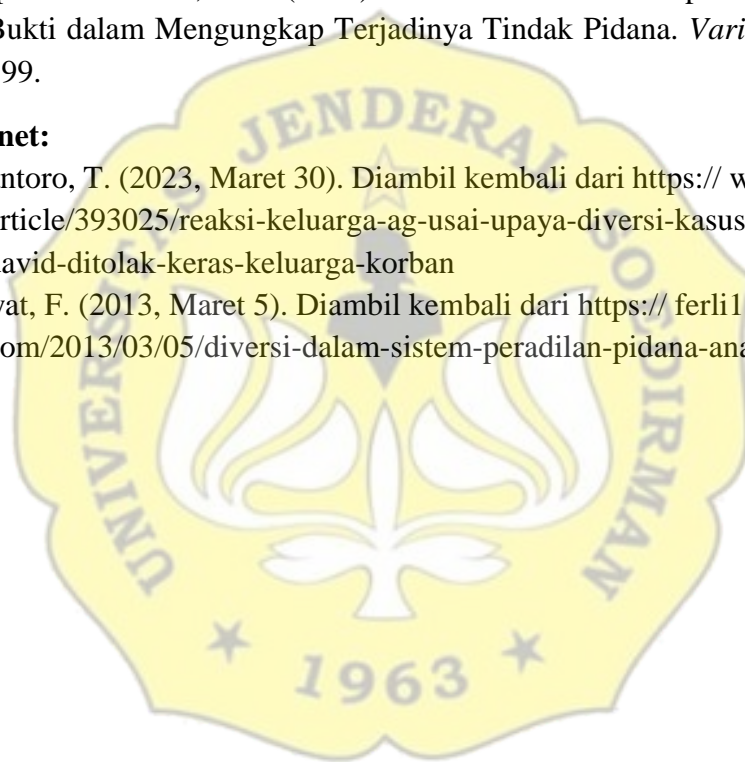 Bukti dalam Mengungkap Terjadinya Tindak Pidana. Vari
99.
net:
ntoro, T. (2023, Maret 30). Diambil kembali dari https:// w
rticle/393025/reaksi-keluarga-ag-usai-upaya-diversi-kasus
avid-ditolak-keras-keluarga-korban
at, F. (2013, Maret 5). Diambil kembali dari https:// ferli1
om/2013/03/05/diversi-dalam-sistem-peradilan-pidana-ana
UNIVERSITAS JENDERAL SOEDIRMAN
★ 1963 ★